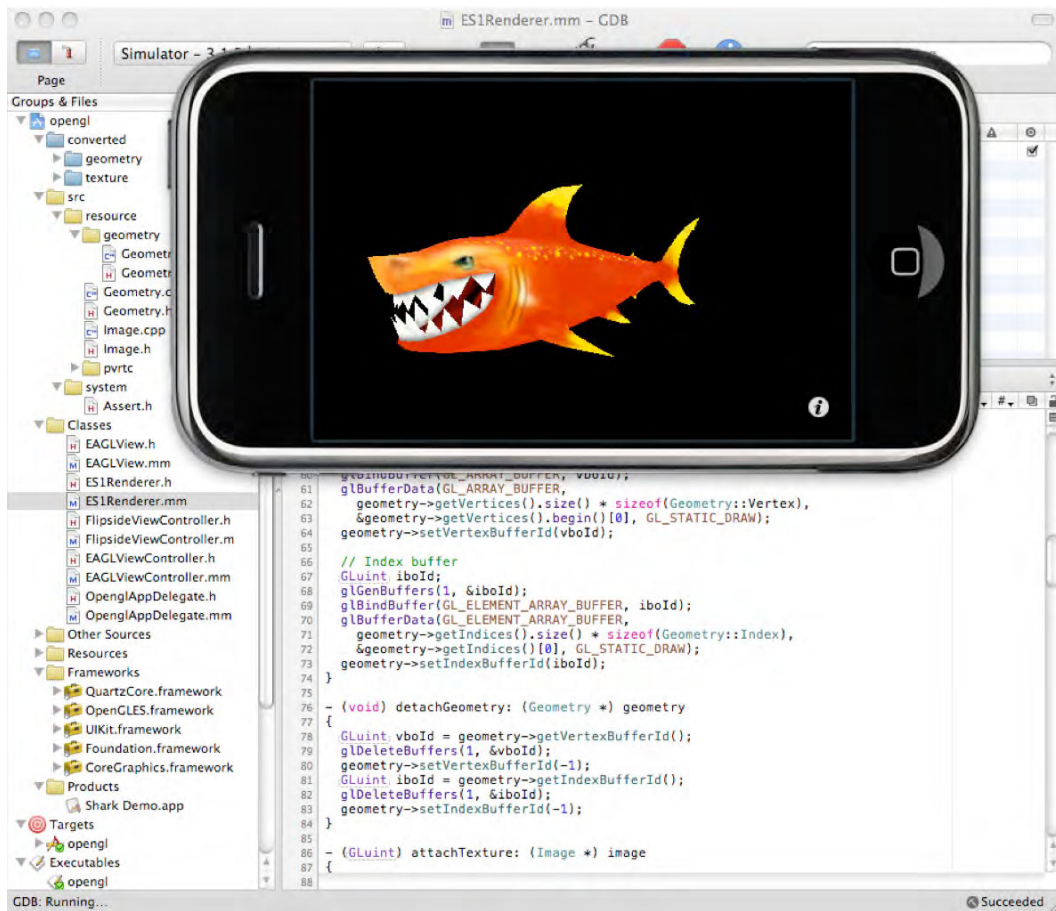 ES1Renderer.mm – GDB
Simulator –
Page
Groups & Files
opengl
converted
geometry
texture
src
resource
geometry
Geomet
Geomet
Geometry.c
Geometry.h
Image.cpp
Image.h
pvrtc
system
Assert.h
Classes
EAGLView.h
EAGLView.mm
ES1Renderer.h
ES1Renderer.mm
FlipsideViewController.h
FlipsideViewController.m
EAGLViewController.h
EAGLViewController.mm
OpenglAppDelegate.h
OpenglAppDelegate.mm
Other Sources
Resources
Frameworks
QuartzCore.framework
OpenGLES.framework
UIKit.framework
Foundation.framework
CoreGraphics.framework
Products
Shark Demo.app
Targets
opengl
Executables
opengl
i
#
60 glBindBuffer(GL_ARRAY_BUFFER, vboId);
61 glBufferData(GL_ARRAY_BUFFER,
62 geometry->getVertices().size() * sizeof(Geometry::Vertex),
63 &geometry->getVertices().begin()[0], GL_STATIC_DRAW);
64 geometry->setVertexBufferId(vboId);
65
66 // Index buffer
67 GLuint iboId;
68 glGenBuffers(1, &iboId);
69 glBindBuffer(GL_ELEMENT_ARRAY_BUFFER, iboId);
70 glBufferData(GL_ELEMENT_ARRAY_BUFFER,
71 geometry->getIndices().size() * sizeof(Geometry::Index),
72 &geometry->getIndices()[0], GL_STATIC_DRAW);
73 geometry->setIndexBufferId(iboId);
74 }
75
76 - (void) detachGeometry: (Geometry *) geometry
77 {
78 GLuint vboId = geometry->getVertexBufferId();
79 glDeleteBuffers(1, &vboId);
80 geometry->setVertexBufferId(-1);
81 GLuint iboId = geometry->getIndexBufferId();
82 glDeleteBuffers(1, &iboId);
83 geometry->setIndexBufferId(-1);
84 }
85
86 - (GLuint) attachTexture: (Image *) image
87 {
88
GDB: Running...
Succeeded